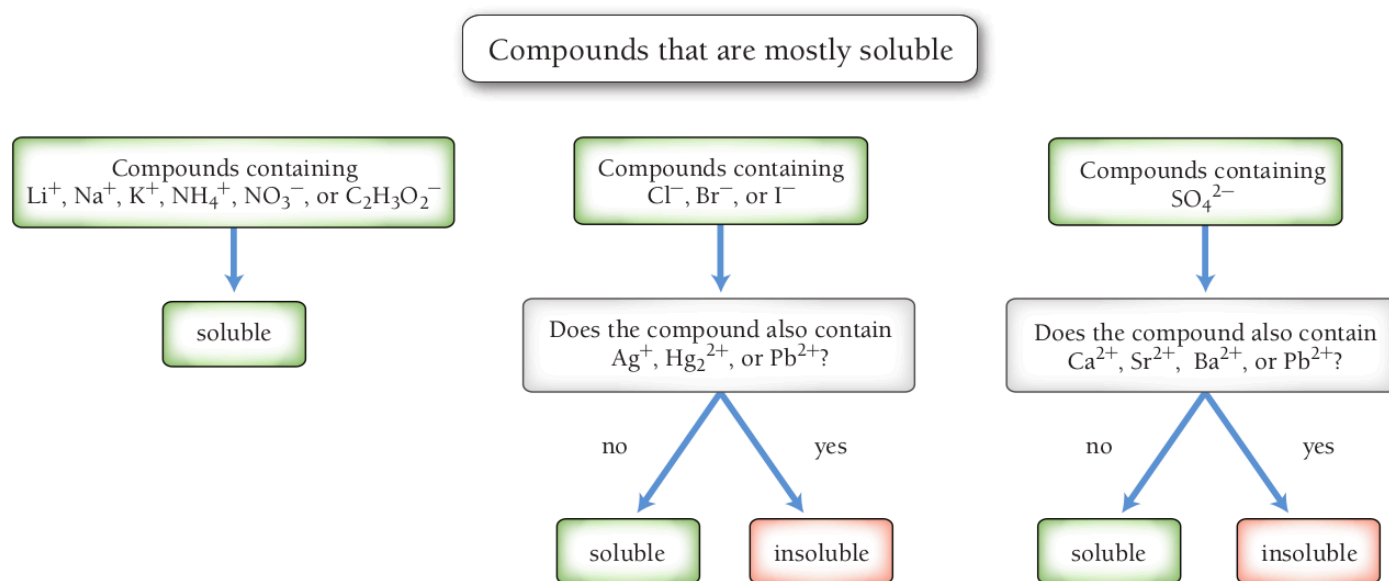 Compounds that are mostly soluble
Compounds containing
Li⁺, Na⁺, K⁺, NH₄⁺, NO₃⁻, or C₂H₃O₂⁻
soluble
Compounds containing
Cl⁻, Br⁻, or I⁻
Does the compound also contain
Ag⁺, Hg₂²⁺, or Pb²⁺?
no
yes
soluble
insoluble
Compounds containing
SO₄²⁻
Does the compound also contain
Ca²⁺, Sr²⁺, Ba²⁺, or Pb²⁺?
no
yes
soluble
insoluble